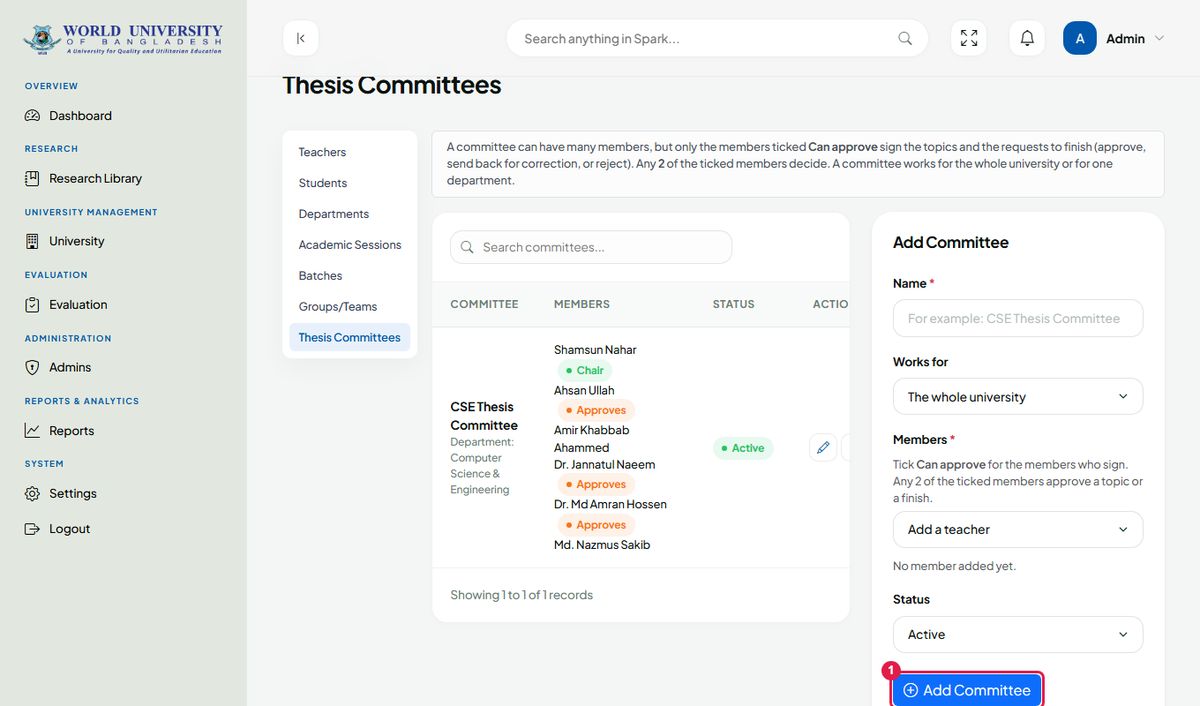 WORLD UNIVERSITY
OF BANGLADESH
A University for Quality and Utilitarian Education
OVERVIEW
Dashboard
RESEARCH
Research Library
UNIVERSITY MANAGEMENT
University
EVALUATION
Evaluation
ADMINISTRATION
Admins
REPORTS & ANALYTICS
Reports
SYSTEM
Settings
Logout
Search anything in Spark...
A
Admin
Thesis Committees
Teachers
Students
Departments
Academic Sessions
Batches
Groups/Teams
Thesis Committees
A committee can have many members, but only the members ticked Can approve sign the topics and the requests to finish (approve,
send back for correction, or reject). Any 2 of the ticked members decide. A committee works for the whole university or for one
department.
Search committees...
COMMITTEE MEMBERS STATUS ACTIO
CSE Thesis
Committee
Department:
Computer
Science &
Engineering
Shamsun Nahar
Chair
Ahsan Ullah
Approves
Amir Khabbab
Ahammed
Dr. Jannatul Naeem
Approves
Dr. Md Amran Hossen
Approves
Md. Nazmus Sakib
Active
Showing 1 to 1 of 1 records
Add Committee
Name *
For example: CSE Thesis Committee
Works for
The whole university
Members *
Tick Can approve for the members who sign.
Any 2 of the ticked members approve a topic or
a finish.
Add a teacher
No member added yet.
Status
Active
1
Add Committee